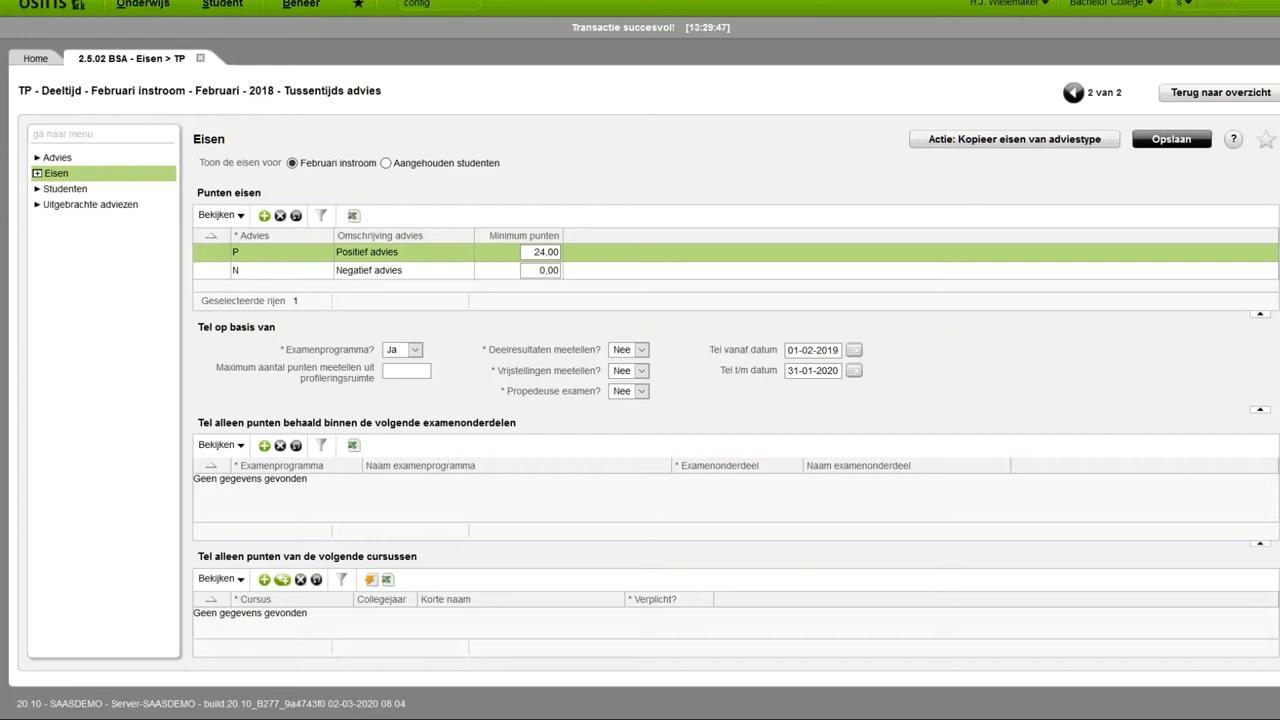 OSIRIS Onderwijs Student Beheer ★ config H.J. Wielemaker ▼ Bachelor College ▼ S ▼
Transactie succesvol! [13:29:47]
Home 2.5.02 BSA - Eisen > TP
TP - Deeltijd - Februari instroom - Februari - 2018 - Tussentijds advies 2 van 2 Terug naar overzicht
ga naar menu
Advies
Eisen
Studenten
Uitgebrachte adviezen
Eisen Actie: Kopieer eisen van adviestype Opslaan ?
Toon de eisen voor Februari instroom Aangehouden studenten
Punten eisen
Bekijken
* Advies Omschrijving advies Minimum punten
P Positief advies 24,00
N Negatief advies 0,00
Geselecteerde rijen 1
Tel op basis van
* Examenprogramma? Ja * Deelresultaten meetellen? Nee Tel vanaf datum 01-02-2019
Maximum aantal punten meetellen uit profileringsruimte * Vrijstellingen meetellen? Nee Tel t/m datum 31-01-2020
* Propedeuse examen? Nee
Tel alleen punten behaald binnen de volgende examenonderdelen
Bekijken
* Examenprogramma Naam examenprogramma * Examenonderdeel Naam examenonderdeel
Geen gegevens gevonden
Tel alleen punten van de volgende cursussen
Bekijken
* Cursus Collegejaar Korte naam * Verplicht?
Geen gegevens gevonden
20.10 - SAASDEMO - Server-SAASDEMO - build:20.10_B277_9a4743f0 02-03-2020 08:04